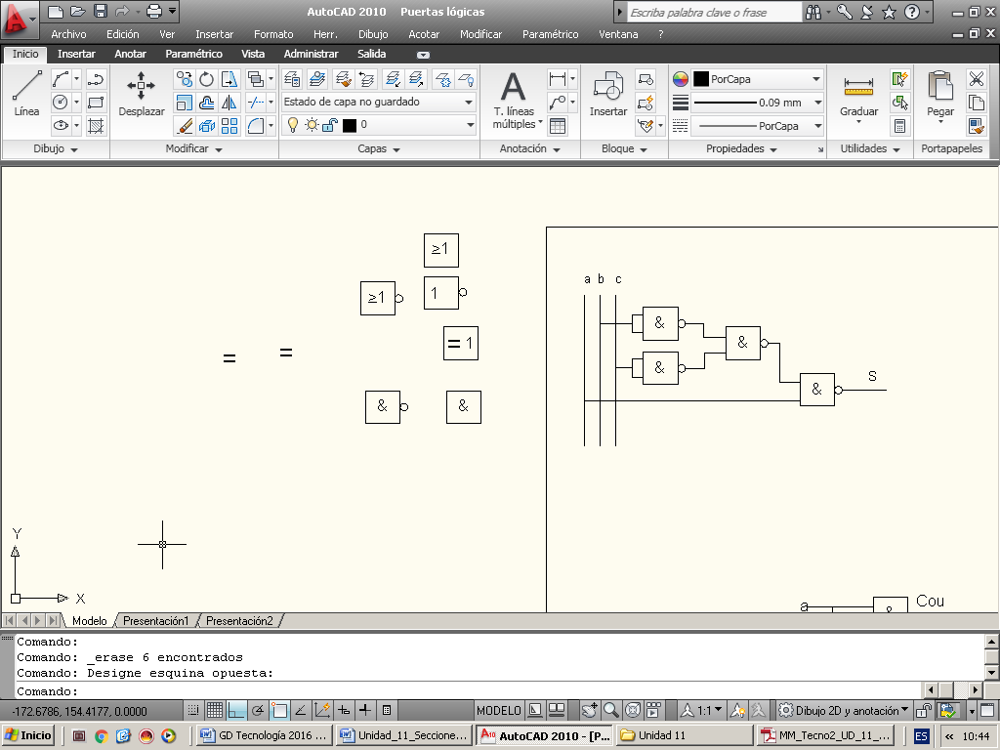 AutoCAD 2010 Puertas lógicas
Escriba palabra clave o frase
Archivo Edición Ver Insertar Formato Herr. Dibujo Acotar Modificar Paramétrico Ventana ?
Inicio Insertar Anotar Paramétrico Vista Administrar Salida
Línea
Desplazar
Estado de capa no guardado
0
T. líneas
múltiples
Insertar
PorCapa
0.09 mm
PorCapa
Graduar
Pegar
Dibujo Modificar Capas Anotación Bloque Propiedades Utilidades Portapapeles
≥1
≥1
1
= 1
= =
& &
a b c
&
&
&
&
S
a
Cou
Y
X
Modelo Presentación1 Presentación2
Comando:
Comando: _erase 6 encontrados
Comando: Designe esquina opuesta:
Comando:
-172.6786, 154.4177, 0.0000
MODELO
1:1
Dibujo 2D y anotación
Inicio
GD Tecnología 2016 ...
Unidad_11_Seccione...
AutoCAD 2010 - [P...
Unidad 11
MM_Tecno2_UD_11_...
ES
«
10:44